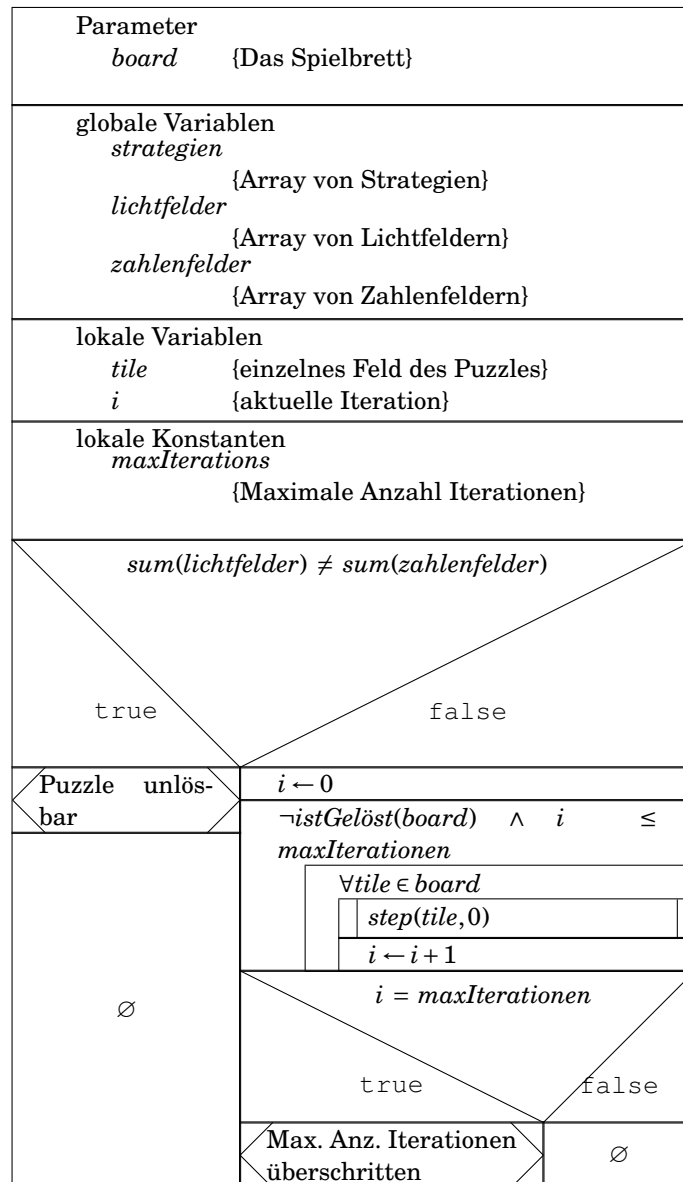 Parameter
board {Das Spielbrett}
globale Variablen
strategien
{Array von Strategien}
lichtfelder
{Array von Lichtfeldern}
zahlenfelder
{Array von Zahlenfeldern}
lokale Variablen
tile {einzelnes Feld des Puzzles}
i {aktuelle Iteration}
lokale Konstanten
maxIterations
{Maximale Anzahl Iterationen}
sum(lichtfelder) ≠ sum(zahlenfelder)
true false
Puzzle unlös-
bar
i ← 0
¬istGelöst(board) ∧ i ≤
maxIterationen
∀tile ∈ board
step(tile,0)
i ← i + 1
∅
i = maxIterationen
true false
Max. Anz. Iterationen
überschritten
∅